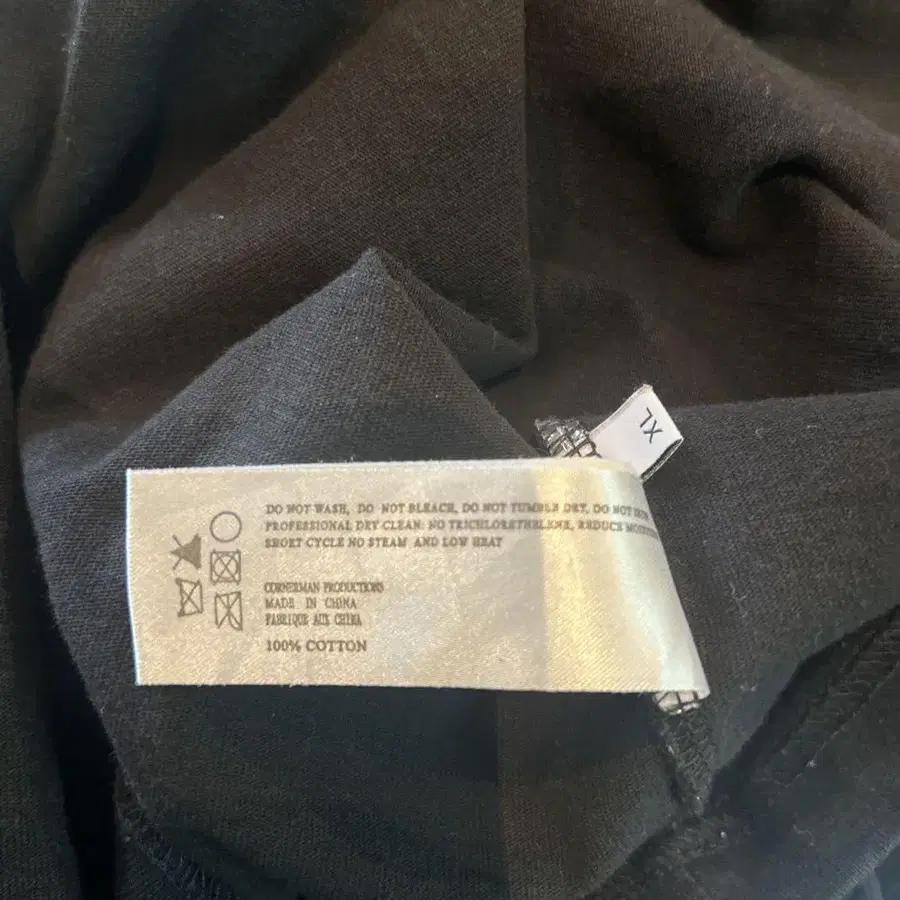 XL
DO NOT WASH, DO NOT BLEACH, DO NOT TUMBLE DRY, DO NOT
PROFESSIONAL DRY CLEAN: NO TRICHLORETHELENE, REDUCE
SHORT CYCLE NO STEAM AND LOW HEAT
CORNERMAN PRODUCTIONS
MADE IN CHINA
FABRIQUE AUX CHINA
100% COTTON